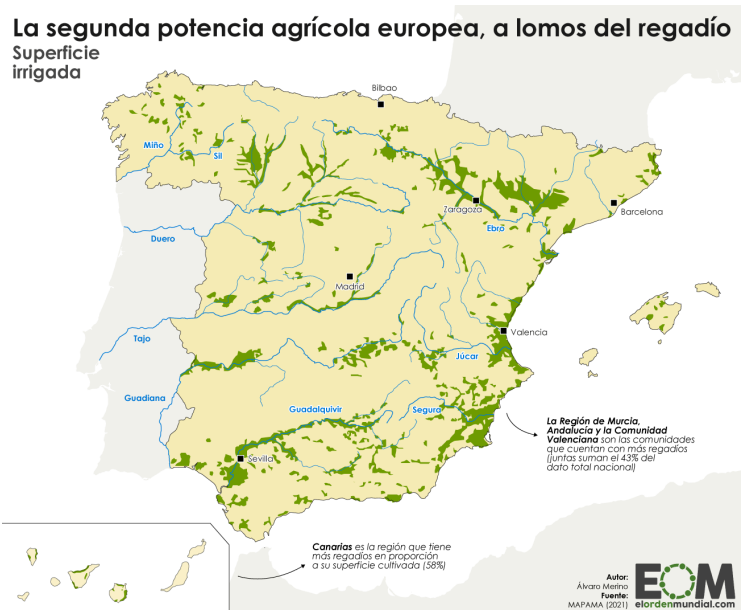 La segunda potencia agrícola europea, a lomos del regadío
Superficie
irrigada
Bilbao
Miño
Sil
Zaragoza
Barcelona
Ebro
Duero
Madrid
Valencia
Tajo
Júcar
Guadiana
Guadalquivir
Segura
La Región de Murcia,
Andalucía y la Comunidad
Valenciana son las comunidades
que cuentan con más regadíos
(juntas suman el 43% del
dato total nacional)
Sevilla
Canarias es la región que tiene
más regadíos en proporción
a su superficie cultivada (58%)
Autor:
Álvaro Merino
Fuente:
MAPAMA (2021)
EOM
elordenmundial.com